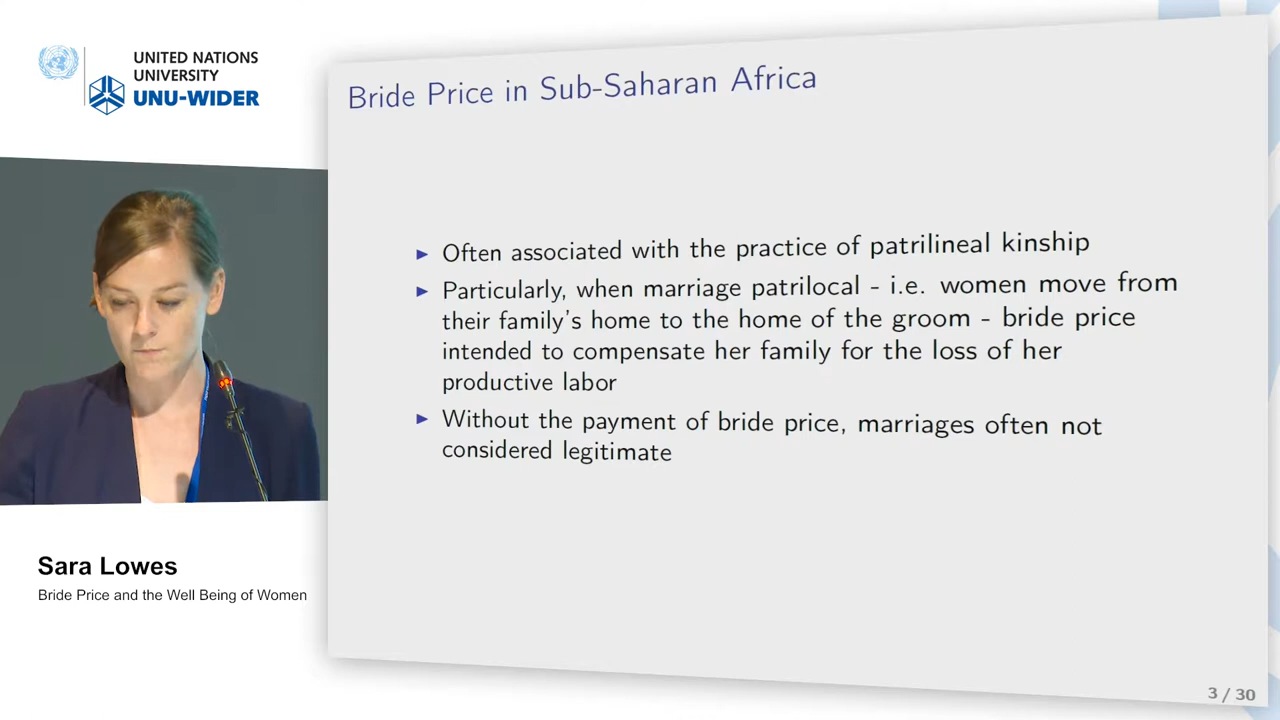 UNITED NATIONS
UNIVERSITY
UNU-WIDER
Bride Price in Sub-Saharan Africa
Often associated with the practice of patrilineal kinship
Particularly, when marriage patrilocal - i.e. women move from
their family's home to the home of the groom - bride price
intended to compensate her family for the loss of her
productive labor
Without the payment of bride price, marriages often not
considered legitimate
Sara Lowes
Bride Price and the Well Being of Women
3 / 30